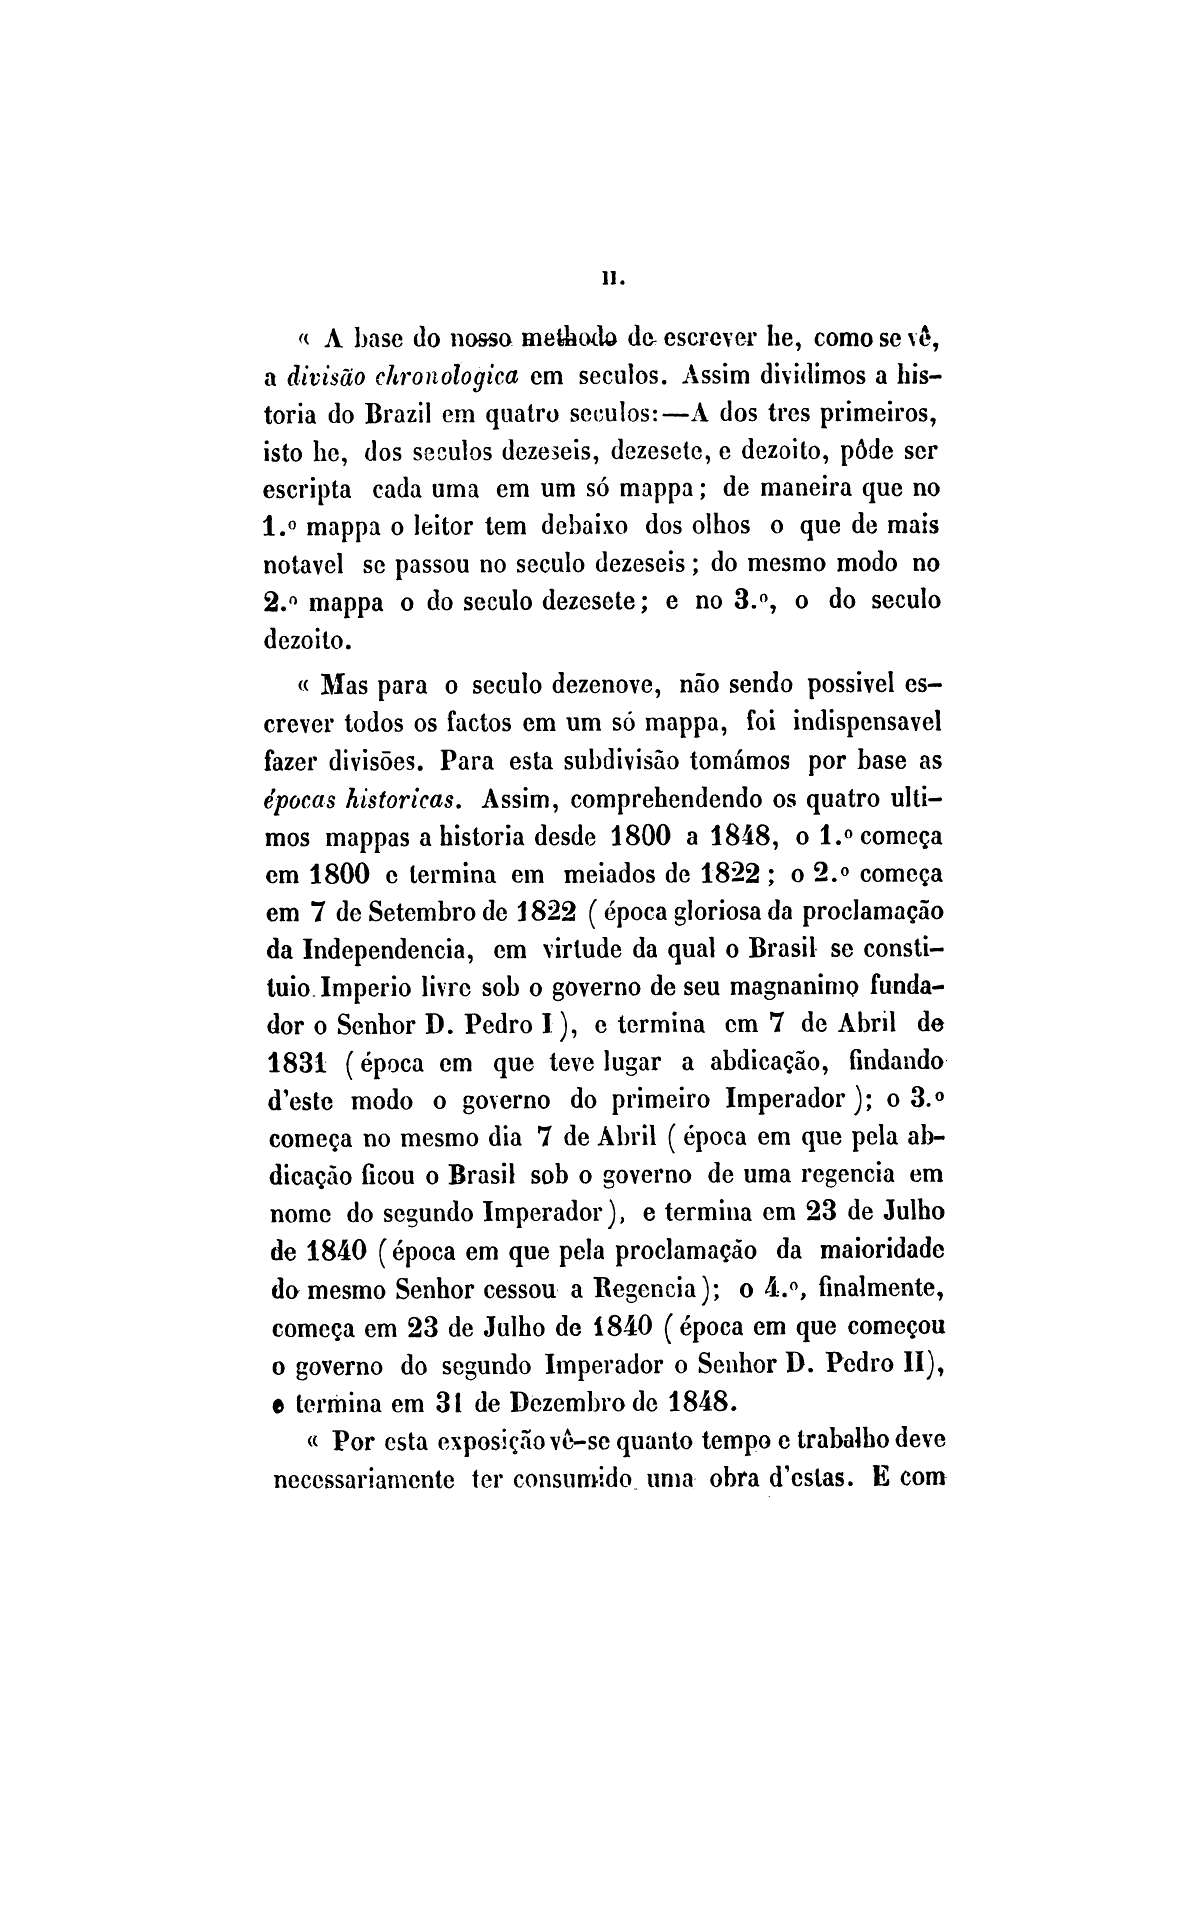 II.
« A base do nosso methodo de escrever he, como se vê,
a divisão chronologica em seculos. Assim dividimos a his-
toria do Brazil em quatro seculos:—A dos tres primeiros,
isto he, dos seculos dezeseis, dezesete, e dezoito, pôde ser
escripta cada uma em um só mappa; de maneira que no
1.º mappa o leitor tem debaixo dos olhos o que de mais
notavel se passou no seculo dezeseis; do mesmo modo no
2.º mappa o do seculo dezesete; e no 3.º, o do seculo
dezoito.
« Mas para o seculo dezenove, não sendo possivel es-
crever todos os factos em um só mappa, foi indispensavel
fazer divisões. Para esta subdivisão tomámos por base as
épocas historicas. Assim, comprehendendo os quatro ulti-
mos mappas a historia desde 1800 a 1848, o 1.º começa
em 1800 e termina em meiados de 1822; o 2.º começa
em 7 de Setembro de 1822 (época gloriosa da proclamação
da Independencia, em virtude da qual o Brasil se consti-
tuio Imperio livre sob o governo de seu magnanimo funda-
dor o Senhor D. Pedro I), e termina em 7 de Abril de
1831 (época em que teve lugar a abdicação, findando
d'este modo o governo do primeiro Imperador); o 3.º
começa no mesmo dia 7 de Abril (época em que pela ab-
dicação ficou o Brasil sob o governo de uma regencia em
nome do segundo Imperador), e termina em 23 de Julho
de 1840 (época em que pela proclamação da maioridade
do mesmo Senhor cessou a Regencia); o 4.º, finalmente,
começa em 23 de Julho de 1840 (época em que começou
o governo do segundo Imperador o Senhor D. Pedro II),
e termina em 31 de Dezembro de 1848.
« Por esta exposição vê-se quanto tempo e trabalho deve
necessariamente ter consumido uma obra d'estas. E com